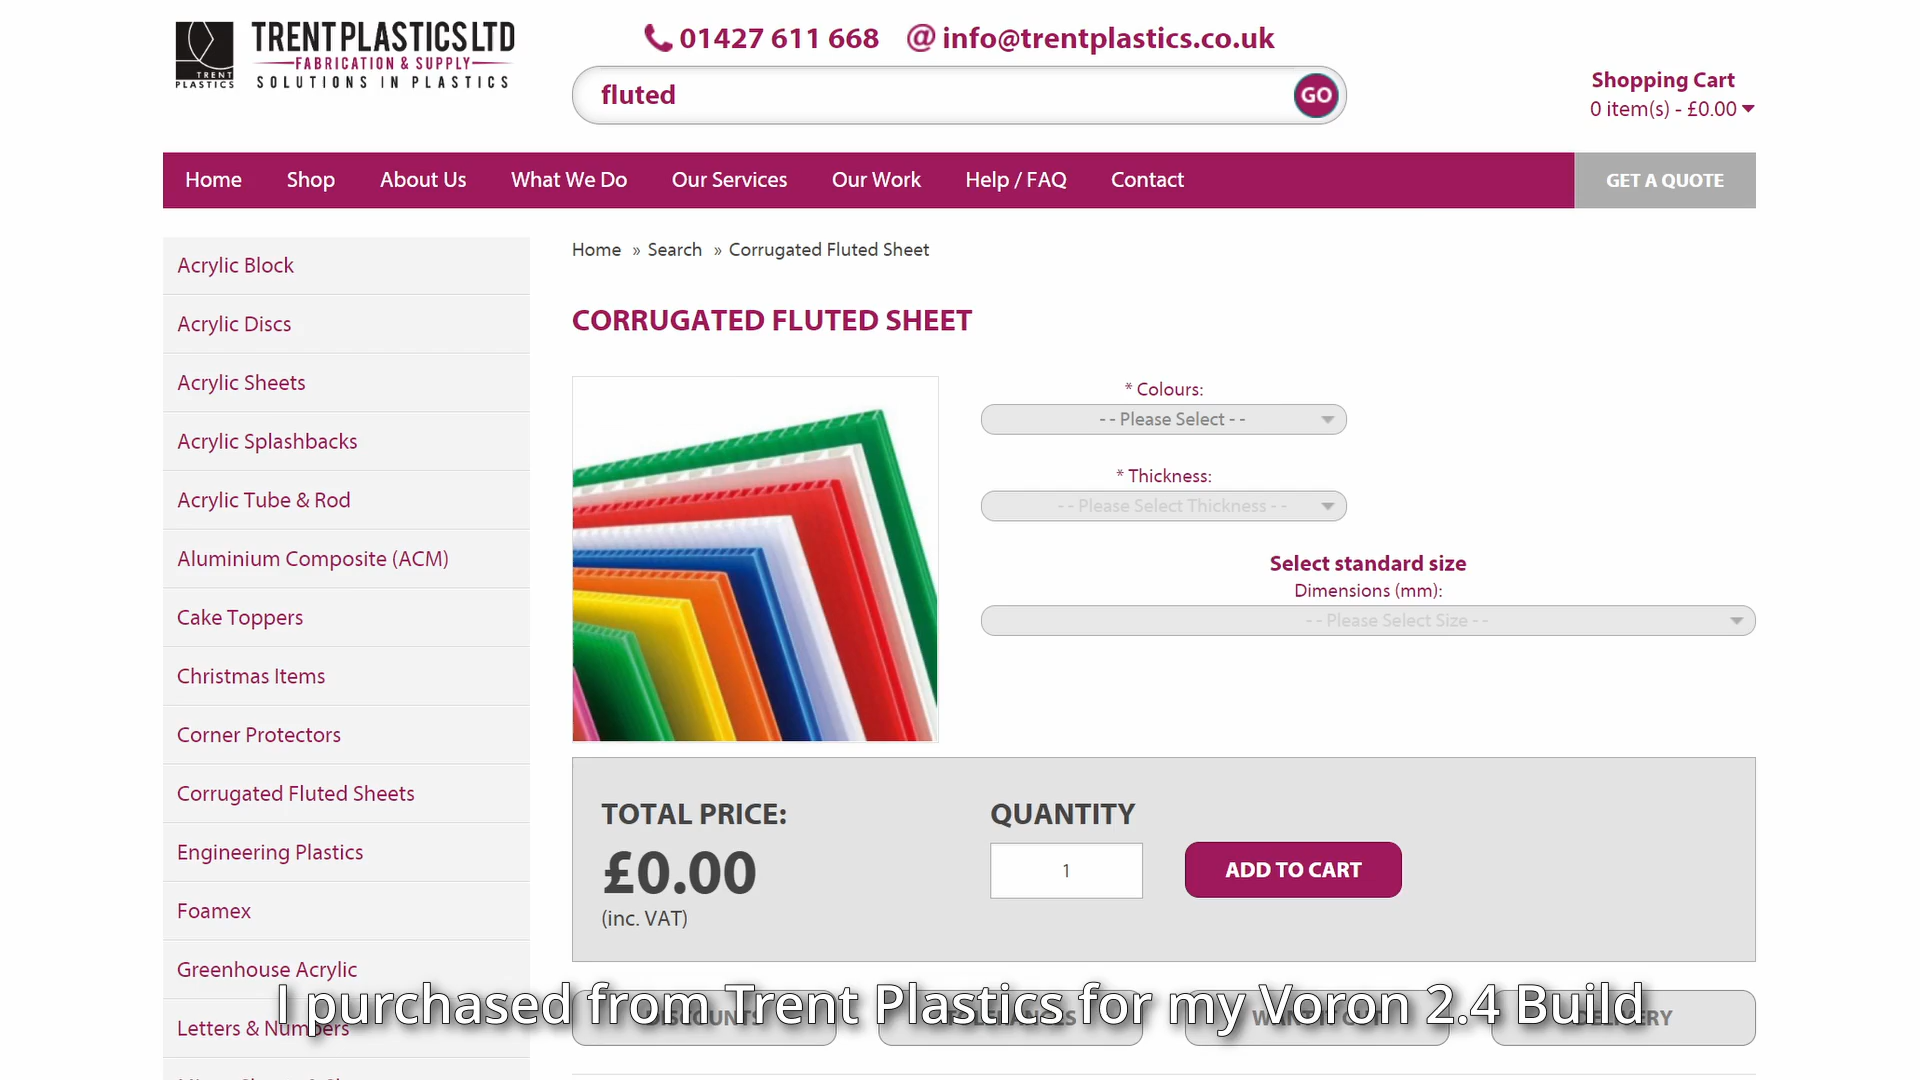 TRENT
PLASTICS
TRENT PLASTICS LTD
FABRICATION & SUPPLY
SOLUTIONS IN PLASTICS
01427 611 668
@ info@trentplastics.co.uk
fluted
GO
Shopping Cart
0 item(s) - £0.00
Home
Shop
About Us
What We Do
Our Services
Our Work
Help / FAQ
Contact
GET A QUOTE
Acrylic Block
Acrylic Discs
Acrylic Sheets
Acrylic Splashbacks
Acrylic Tube & Rod
Aluminium Composite (ACM)
Cake Toppers
Christmas Items
Corner Protectors
Corrugated Fluted Sheets
Engineering Plastics
Foamex
Greenhouse Acrylic
Letters & Numbers
Home » Search » Corrugated Fluted Sheet
CORRUGATED FLUTED SHEET
* Colours:
- - Please Select - -
* Thickness:
- - Please Select Thickness - -
Select standard size
Dimensions (mm):
- - Please Select Size - -
TOTAL PRICE:
£0.00
(inc. VAT)
QUANTITY
1
ADD TO CART
DISCOUNTS
TOLERANCES
DELIVERY
I purchased from Trent Plastics for my Voron 2.4 Build